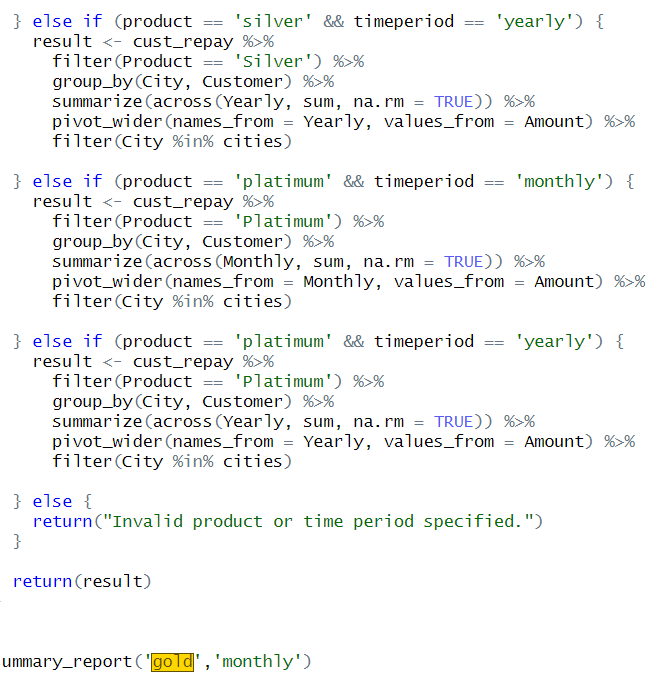 } else if (product == 'silver' && timeperiod == 'yearly') {
result <- cust_repay %>%
filter(Product == 'Silver') %>%
group_by(City, Customer) %>%
summarize(across(Yearly, sum, na.rm = TRUE)) %>%
pivot_wider(names_from = Yearly, values_from = Amount) %>%
filter(City %in% cities)
} else if (product == 'platimum' && timeperiod == 'monthly') {
result <- cust_repay %>%
filter(Product == 'Platimum') %>%
group_by(City, Customer) %>%
summarize(across(Monthly, sum, na.rm = TRUE)) %>%
pivot_wider(names_from = Monthly, values_from = Amount) %>%
filter(City %in% cities)
} else if (product == 'platimum' && timeperiod == 'yearly') {
result <- cust_repay %>%
filter(Product == 'Platimum') %>%
group_by(City, Customer) %>%
summarize(across(Yearly, sum, na.rm = TRUE)) %>%
pivot_wider(names_from = Yearly, values_from = Amount) %>%
filter(City %in% cities)
} else {
return("Invalid product or time period specified.")
}
return(result)
ummary_report('gold','monthly')